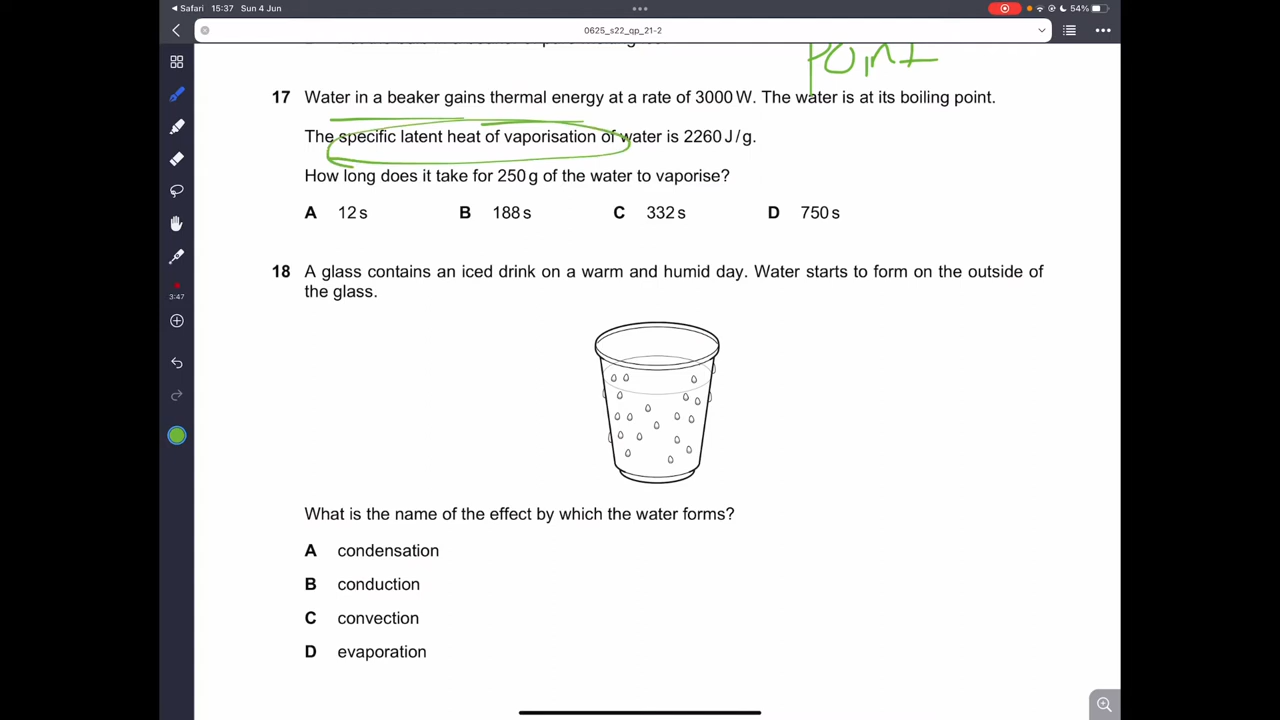 Safari 15:37 Sun 4 Jun 54%
0625_s22_qp_21-2
POINT
17 Water in a beaker gains thermal energy at a rate of 3000 W. The water is at its boiling point.
The specific latent heat of vaporisation of water is 2260 J/g.
How long does it take for 250 g of the water to vaporise?
A 12 s B 188 s C 332 s D 750 s
18 A glass contains an iced drink on a warm and humid day. Water starts to form on the outside of
the glass.
3:47
What is the name of the effect by which the water forms?
A condensation
B conduction
C convection
D evaporation